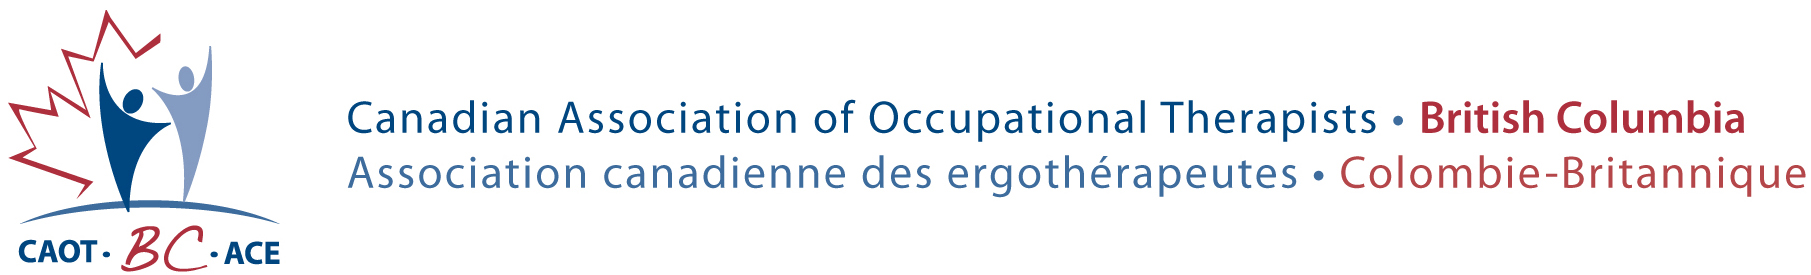 Canadian Association of Occupational Therapists • British Columbia
Association canadienne des ergothérapeutes • Colombie-Britannique
CAOT • BC • ACE